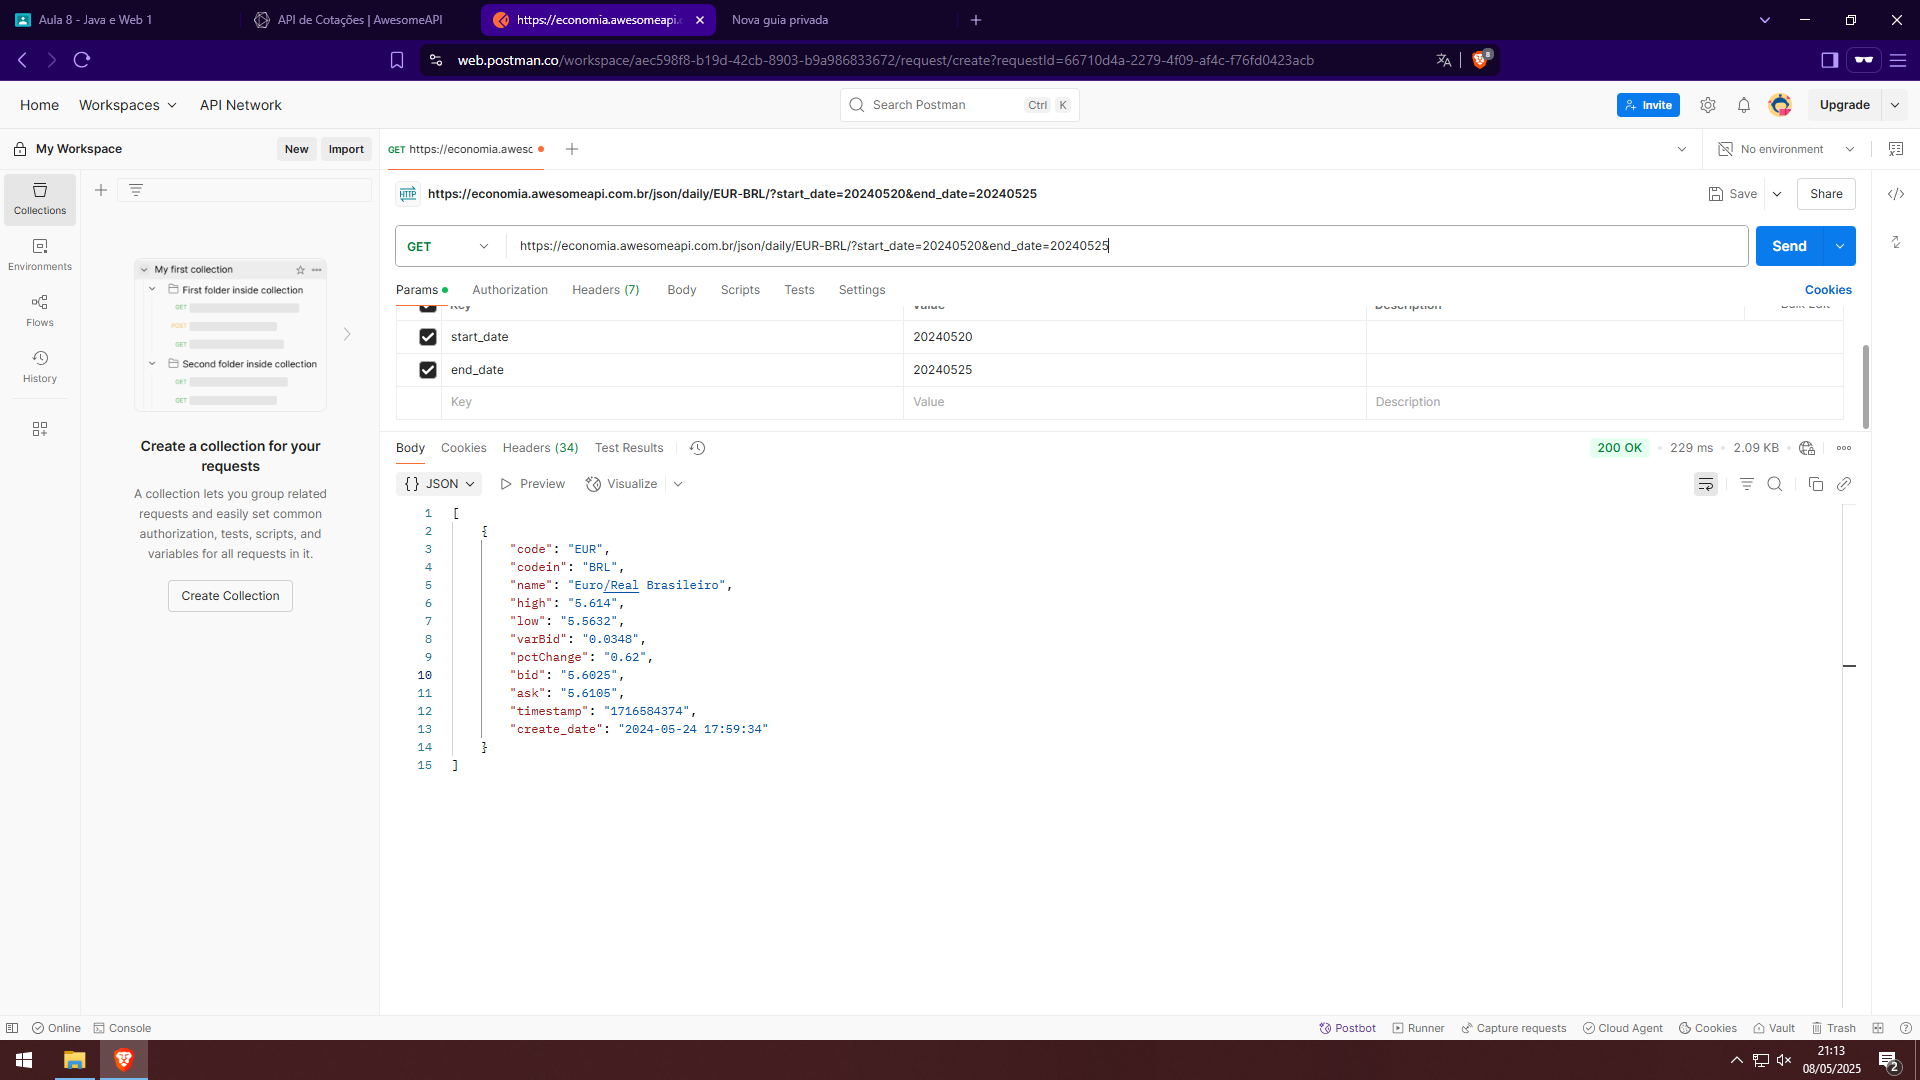 Aula 8 - Java e Web 1
API de Cotações | AwesomeAPI
https://economia.awesomeapi.c
Nova guia privada
web.postman.co/workspace/aec598f8-b19d-42cb-8903-b9a986833672/request/create?requestId=66710d4a-2279-4f09-af4c-f76fd0423acb
8
Home
Workspaces
API Network
Search Postman
Ctrl
K
Invite
Upgrade
My Workspace
New
Import
GET https://economia.awesc
No environment
Collections
Environments
Flows
History
My first collection
First folder inside collection
GET
POST
GET
Second folder inside collection
GET
GET
Create a collection for your
requests
A collection lets you group related
requests and easily set common
authorization, tests, scripts, and
variables for all requests in it.
Create Collection
HTTP
https://economia.awesomeapi.com.br/json/daily/EUR-BRL/?start_date=20240520&end_date=20240525
Save
Share
GET
https://economia.awesomeapi.com.br/json/daily/EUR-BRL/?start_date=20240520&end_date=20240525
Send
Params
Authorization
Headers (7)
Body
Scripts
Tests
Settings
Cookies
Key Value Description Bulk Edit
start_date 20240520
end_date 20240525
Key Value Description
Body
Cookies
Headers (34)
Test Results
200 OK
229 ms
2.09 KB
{} JSON
Preview
Visualize
1 [
2 {
3 "code": "EUR",
4 "codein": "BRL",
5 "name": "Euro/Real Brasileiro",
6 "high": "5.614",
7 "low": "5.5632",
8 "varBid": "0.0348",
9 "pctChange": "0.62",
10 "bid": "5.6025",
11 "ask": "5.6105",
12 "timestamp": "1716584374",
13 "create_date": "2024-05-24 17:59:34"
14 }
15 ]
Online
Console
Postbot
Runner
Capture requests
Cloud Agent
Cookies
Vault
Trash
21:13
08/05/2025
2